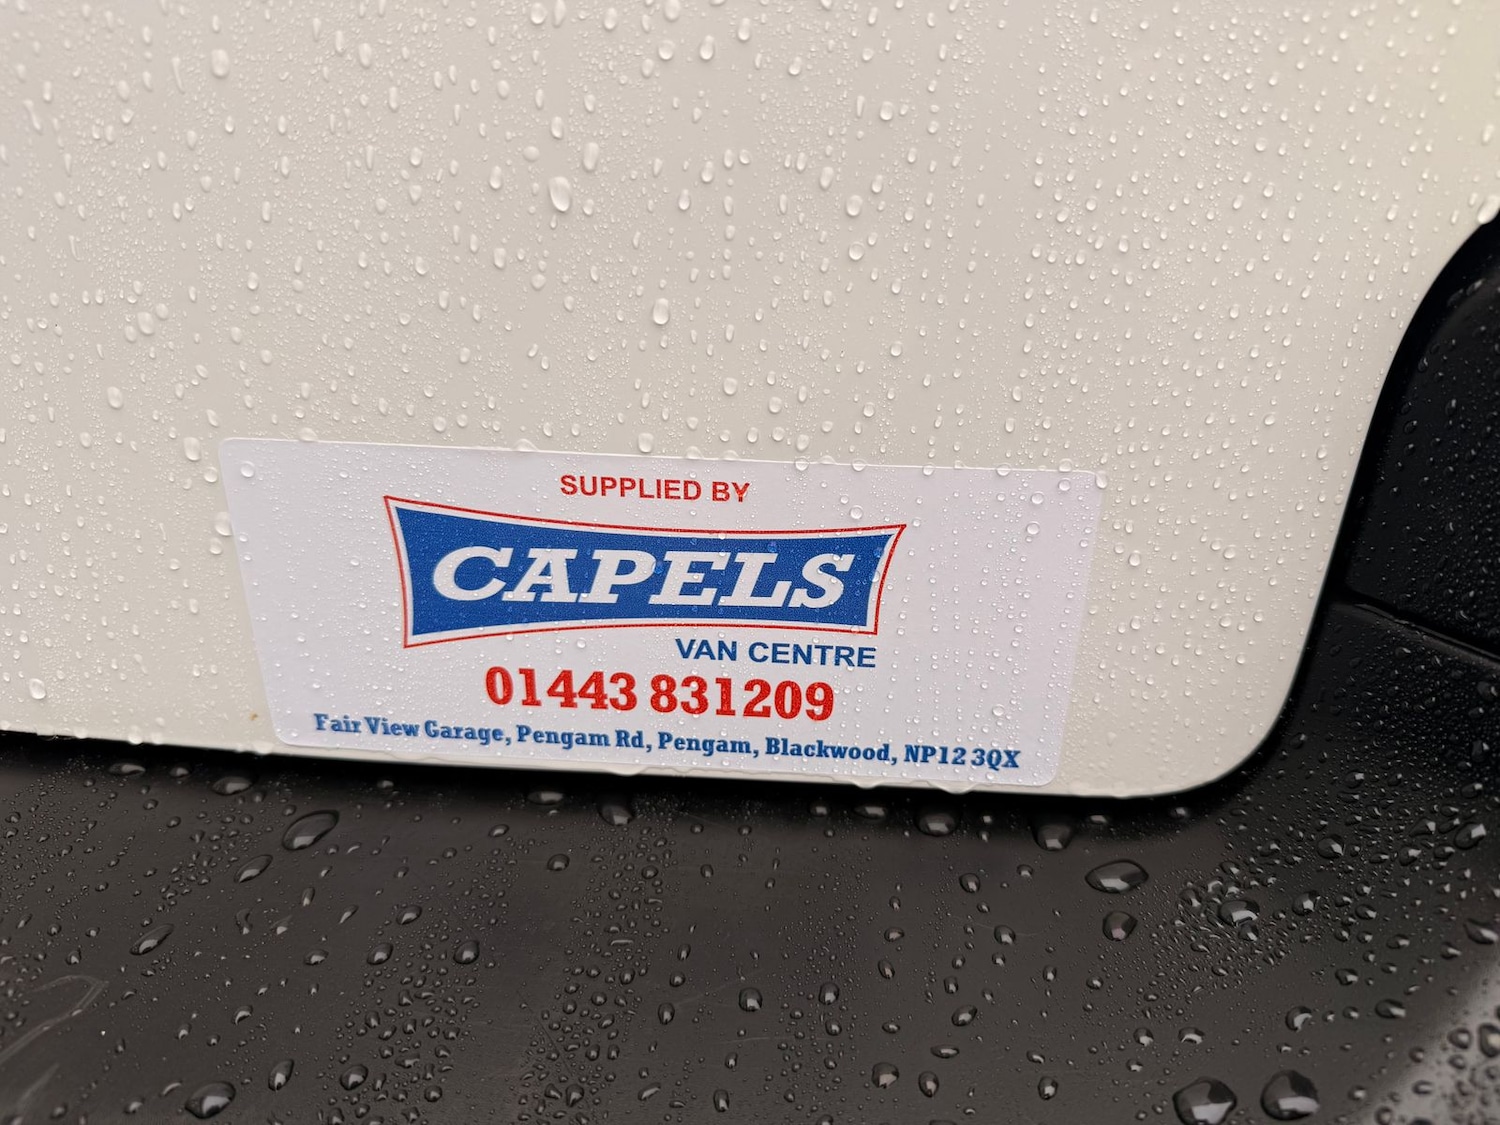 SUPPLIED BY
CAPELS
VAN CENTRE
01443 831209
Fair View Garage, Pengam Rd, Pengam, Blackwood, NP12 3QX